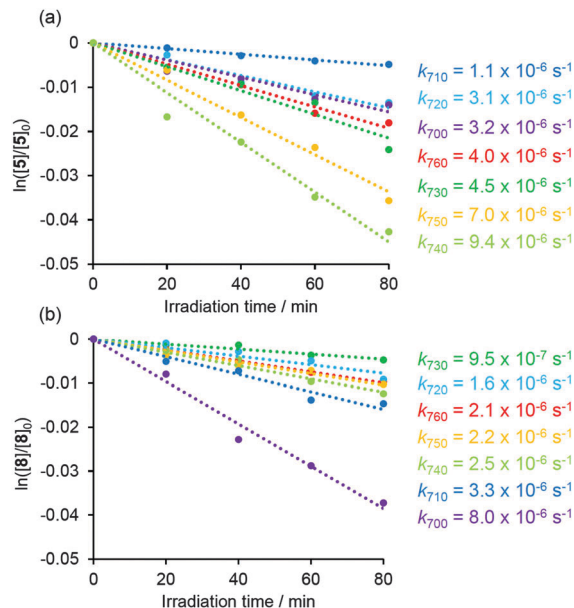 (a)
0
-0.01
-0.02
-0.03
-0.04
-0.05
ln([5]/[5]₀)
0 20 40 60 80
Irradiation time / min
k₇₁₀ = 1.1 x 10⁻⁶ s⁻¹
k₇₂₀ = 3.1 x 10⁻⁶ s⁻¹
k₇₀₀ = 3.2 x 10⁻⁶ s⁻¹
k₇₆₀ = 4.0 x 10⁻⁶ s⁻¹
k₇₃₀ = 4.5 x 10⁻⁶ s⁻¹
k₇₅₀ = 7.0 x 10⁻⁶ s⁻¹
k₇₄₀ = 9.4 x 10⁻⁶ s⁻¹
(b)
0
-0.01
-0.02
-0.03
-0.04
-0.05
ln([8]/[8]₀)
0 20 40 60 80
Irradiation time / min
k₇₃₀ = 9.5 x 10⁻⁷ s⁻¹
k₇₂₀ = 1.6 x 10⁻⁶ s⁻¹
k₇₆₀ = 2.1 x 10⁻⁶ s⁻¹
k₇₅₀ = 2.2 x 10⁻⁶ s⁻¹
k₇₄₀ = 2.5 x 10⁻⁶ s⁻¹
k₇₁₀ = 3.3 x 10⁻⁶ s⁻¹
k₇₀₀ = 8.0 x 10⁻⁶ s⁻¹